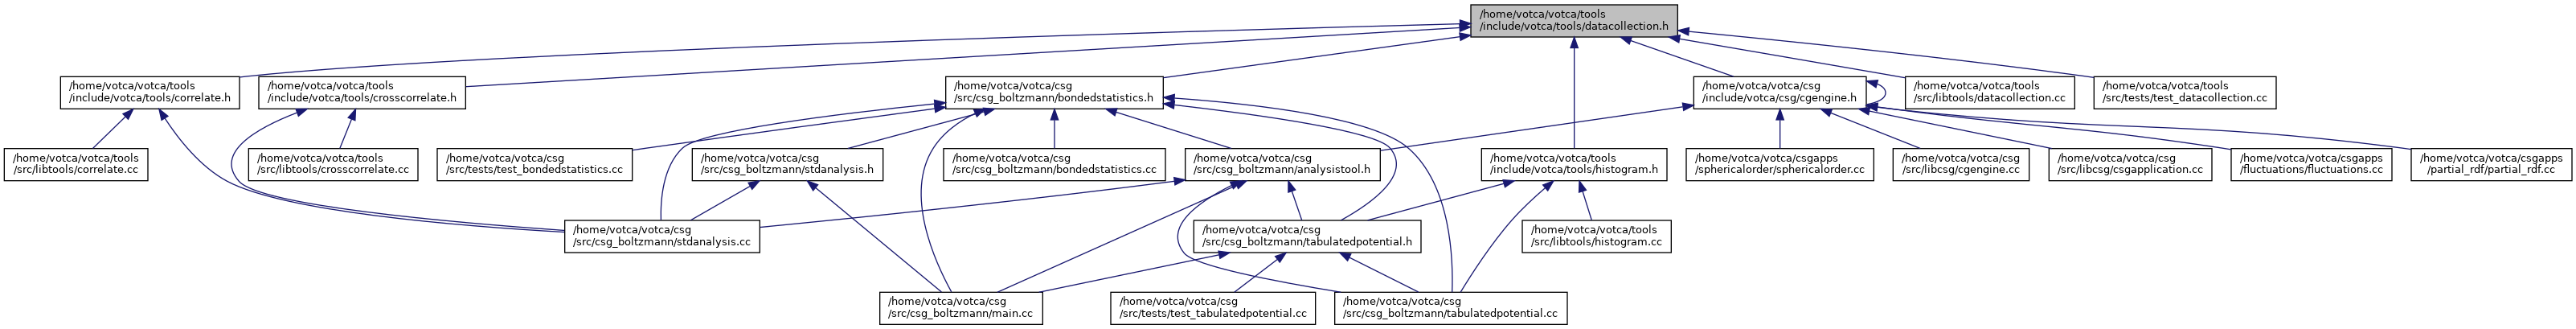 /home/votca/votca/tools
/include/votca/tools/datacollection.h
/home/votca/votca/tools
/include/votca/tools/correlate.h
/home/votca/votca/tools
/include/votca/tools/crosscorrelate.h
/home/votca/votca/csg
/src/csg_boltzmann/bondedstatistics.h
/home/votca/votca/csg
/include/votca/csg/cgengine.h
/home/votca/votca/tools
/src/libtools/datacollection.cc
/home/votca/votca/tools
/src/tests/test_datacollection.cc
/home/votca/votca/tools
/src/libtools/correlate.cc
/home/votca/votca/tools
/src/libtools/crosscorrelate.cc
/home/votca/votca/csg
/src/tests/test_bondedstatistics.cc
/home/votca/votca/csg
/src/csg_boltzmann/stdanalysis.h
/home/votca/votca/csg
/src/csg_boltzmann/bondedstatistics.cc
/home/votca/votca/csg
/src/csg_boltzmann/analysistool.h
/home/votca/votca/tools
/include/votca/tools/histogram.h
/home/votca/votca/csgapps
/sphericalorder/sphericalorder.cc
/home/votca/votca/csg
/src/libcsg/cgengine.cc
/home/votca/votca/csg
/src/libcsg/csgapplication.cc
/home/votca/votca/csgapps
/fluctuations/fluctuations.cc
/home/votca/votca/csgapps
/partial_rdf/partial_rdf.cc
/home/votca/votca/csg
/src/csg_boltzmann/stdanalysis.cc
/home/votca/votca/csg
/src/csg_boltzmann/tabulatedpotential.h
/home/votca/votca/tools
/src/libtools/histogram.cc
/home/votca/votca/csg
/src/csg_boltzmann/main.cc
/home/votca/votca/csg
/src/tests/test_tabulatedpotential.cc
/home/votca/votca/csg
/src/csg_boltzmann/tabulatedpotential.cc